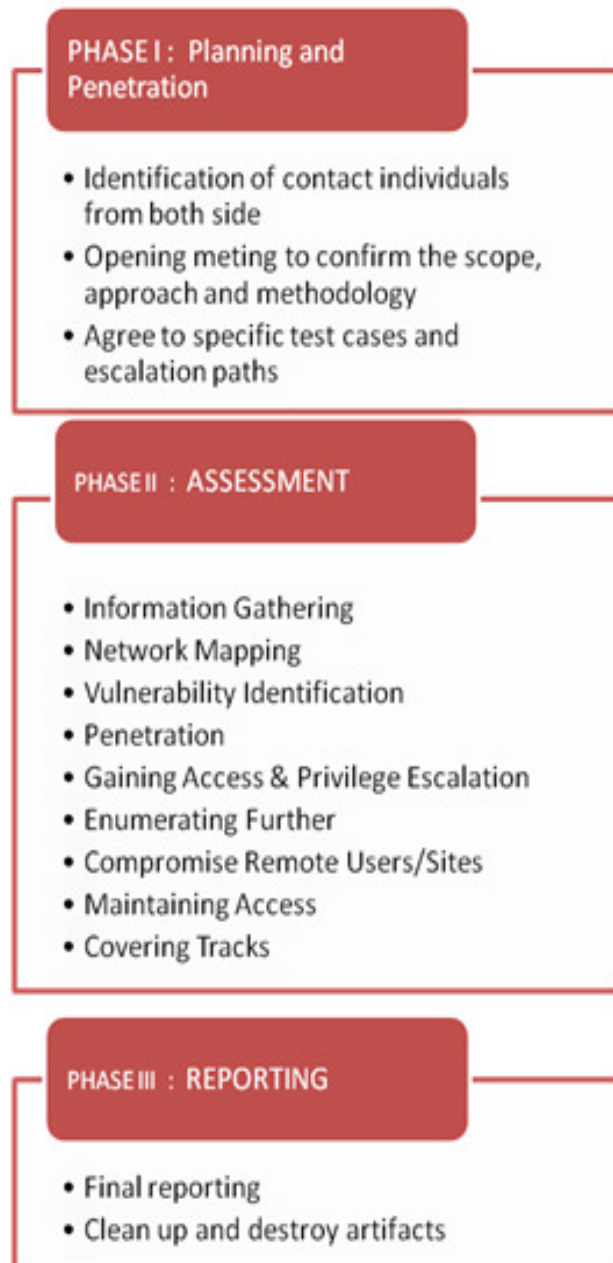 PHASE I : Planning and
Penetration
• Identification of contact individuals
from both side
• Opening meting to confirm the scope,
approach and methodology
• Agree to specific test cases and
escalation paths
PHASE II : ASSESSMENT
• Information Gathering
• Network Mapping
• Vulnerability Identification
• Penetration
• Gaining Access & Privilege Escalation
• Enumerating Further
• Compromise Remote Users/Sites
• Maintaining Access
• Covering Tracks
PHASE III : REPORTING
• Final reporting
• Clean up and destroy artifacts